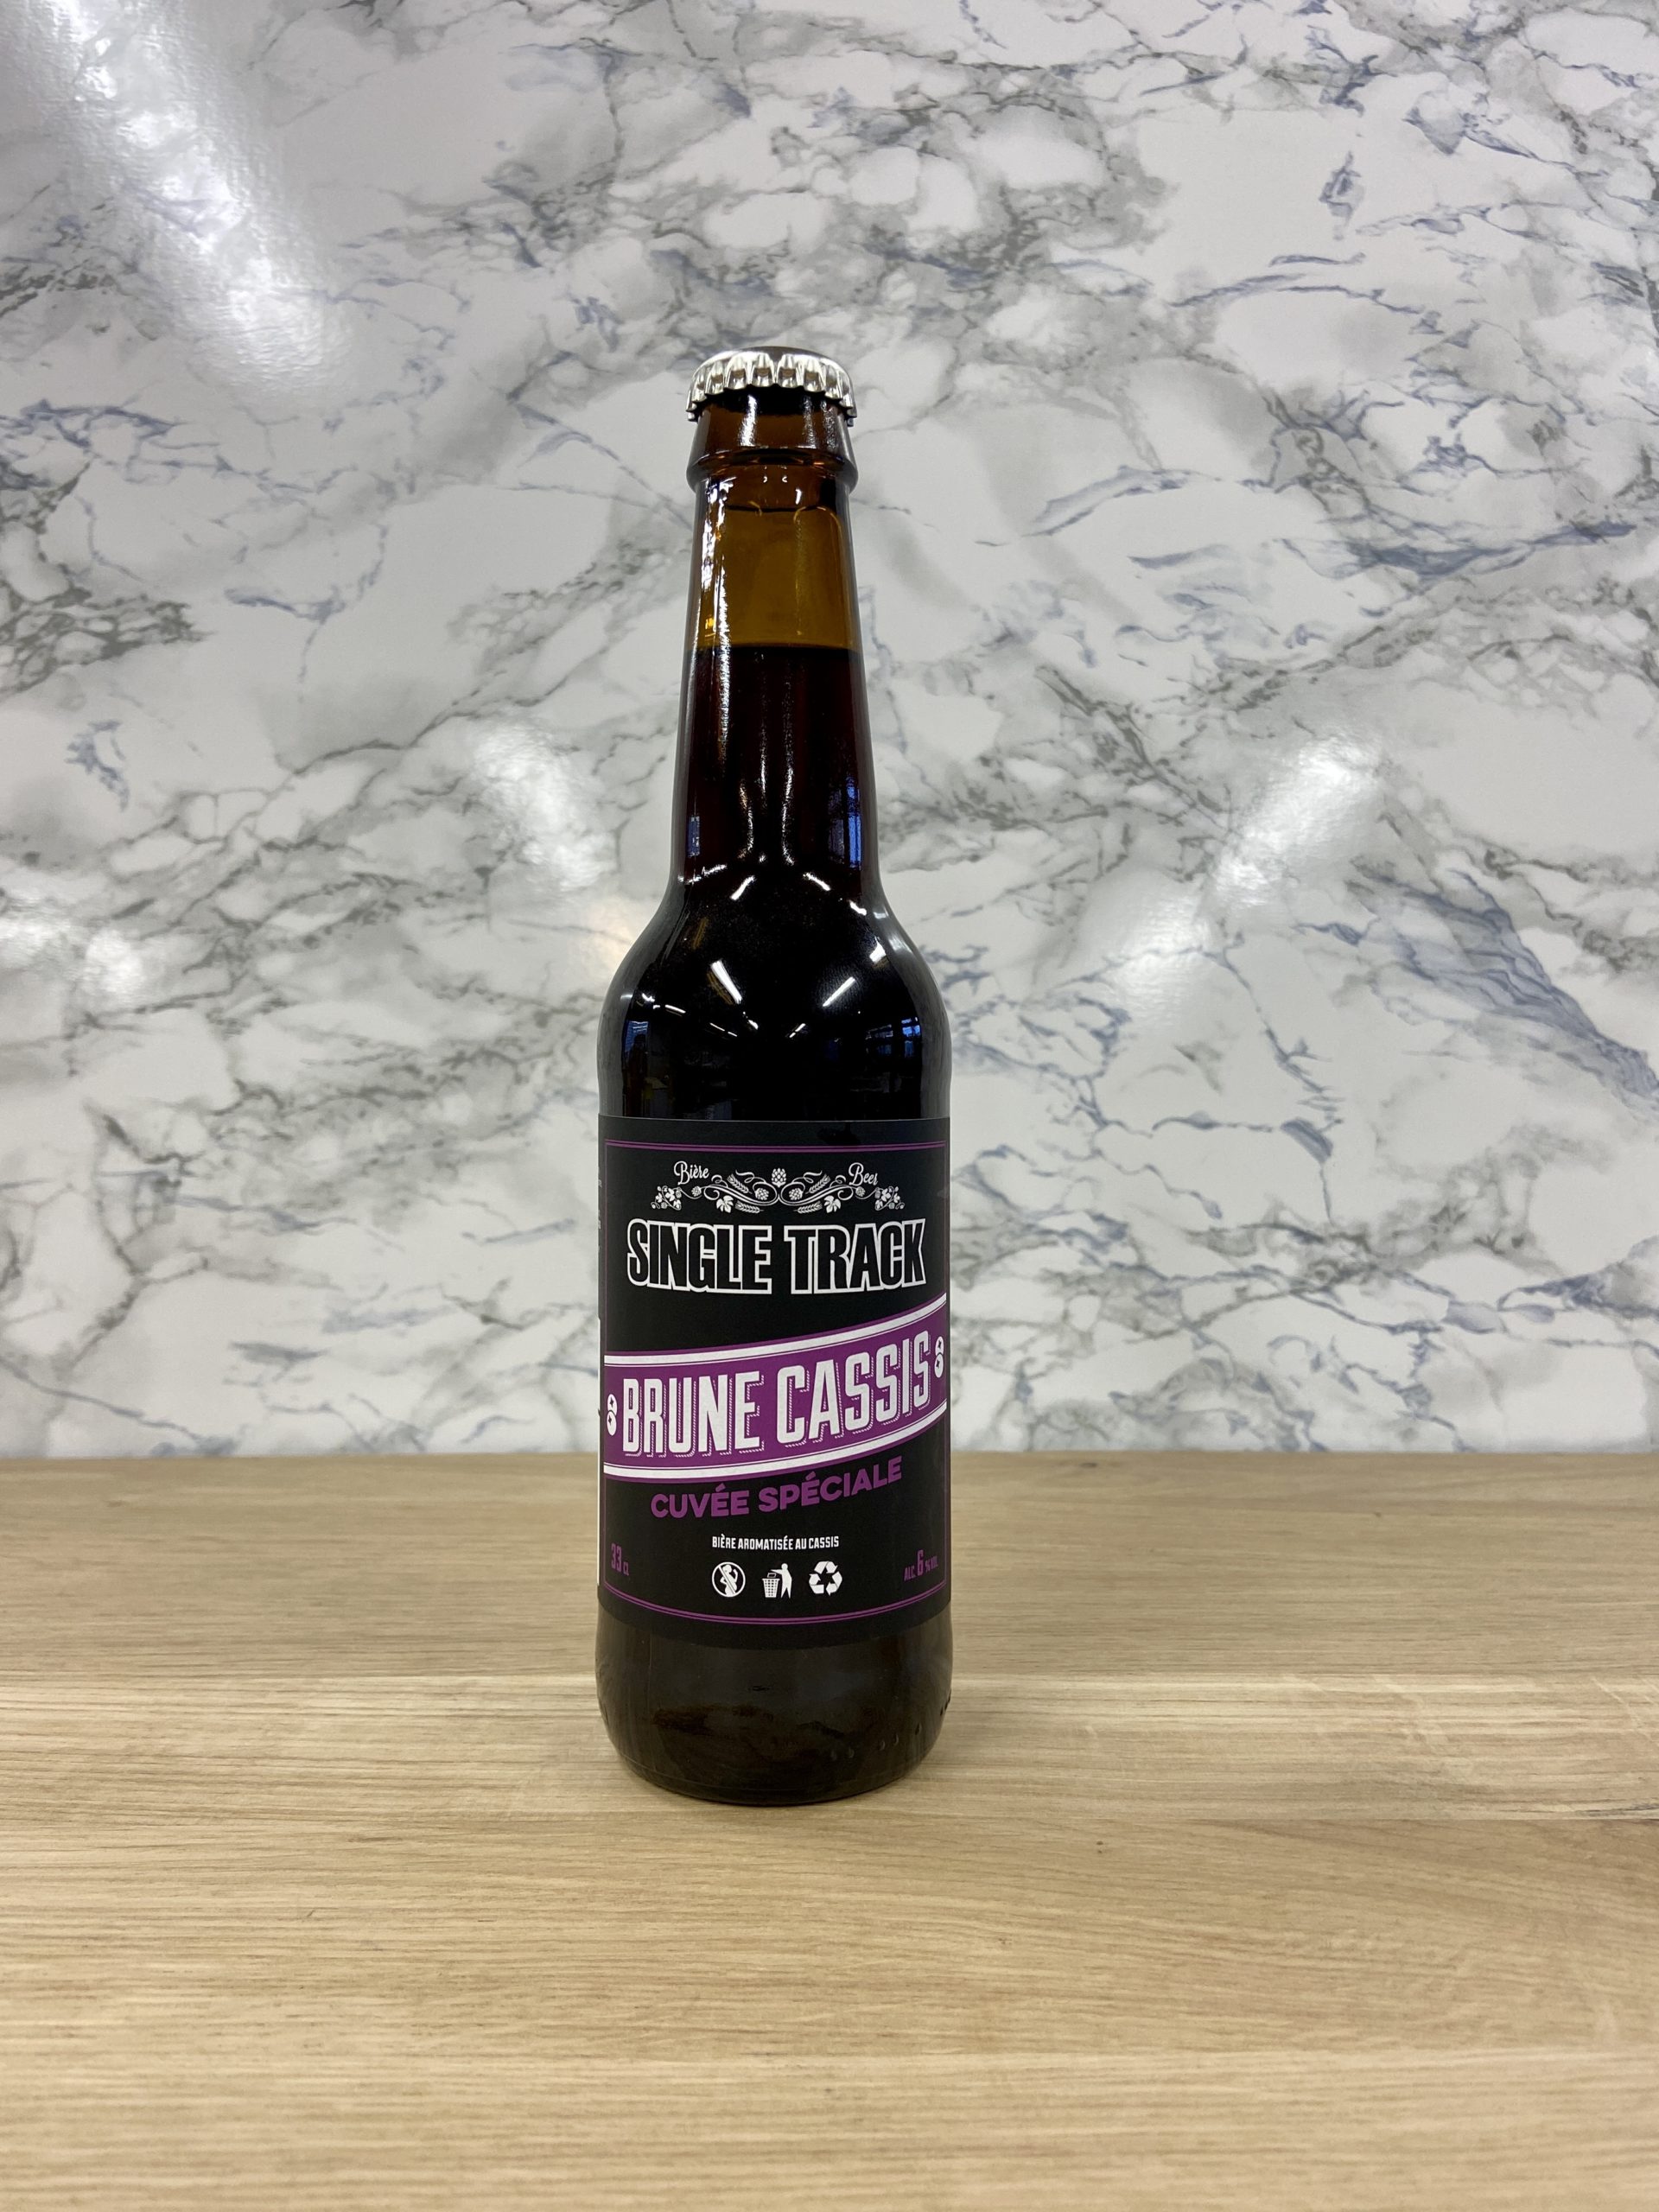 Bière Beer
SINGLE TRACK
BRUNE CASSIS
CUVÉE SPÉCIALE
BIÈRE AROMATISÉE AU CASSIS
33 cl ALC. 6 % VOL.